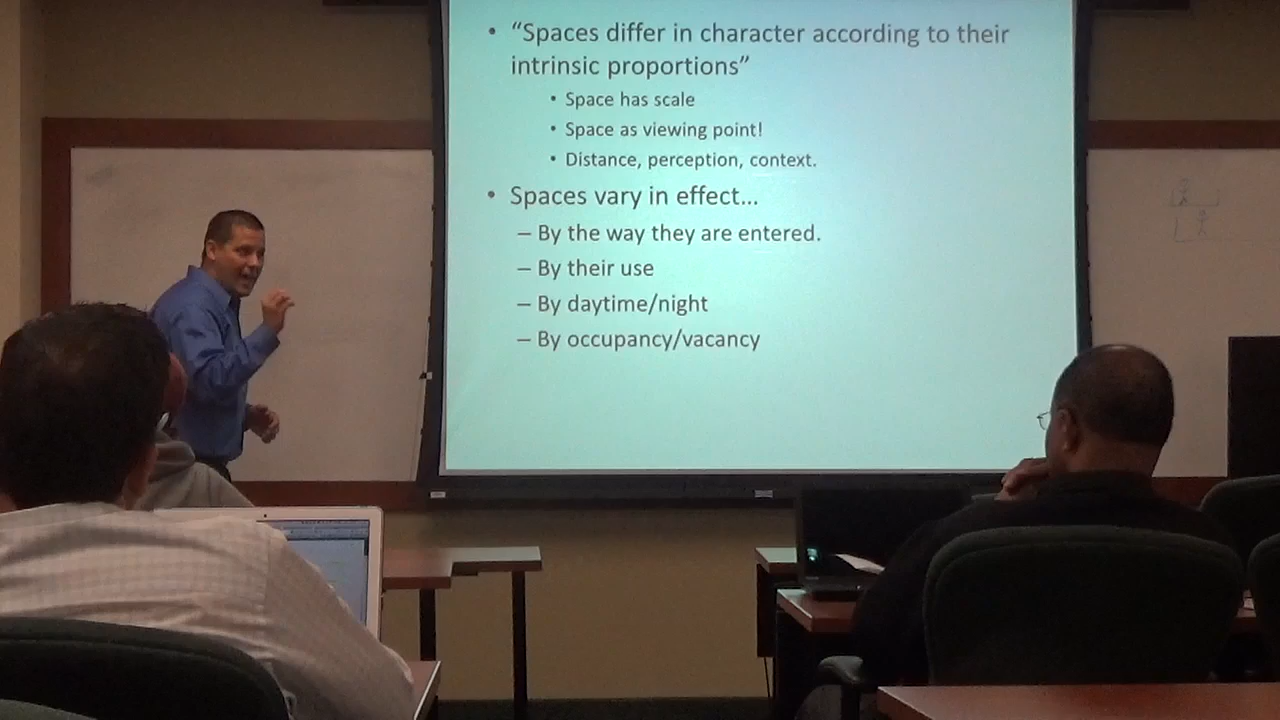 • “Spaces differ in character according to their
intrinsic proportions”
• Space has scale
• Space as viewing point!
• Distance, perception, context.
• Spaces vary in effect…
– By the way they are entered.
– By their use
– By daytime/night
– By occupancy/vacancy